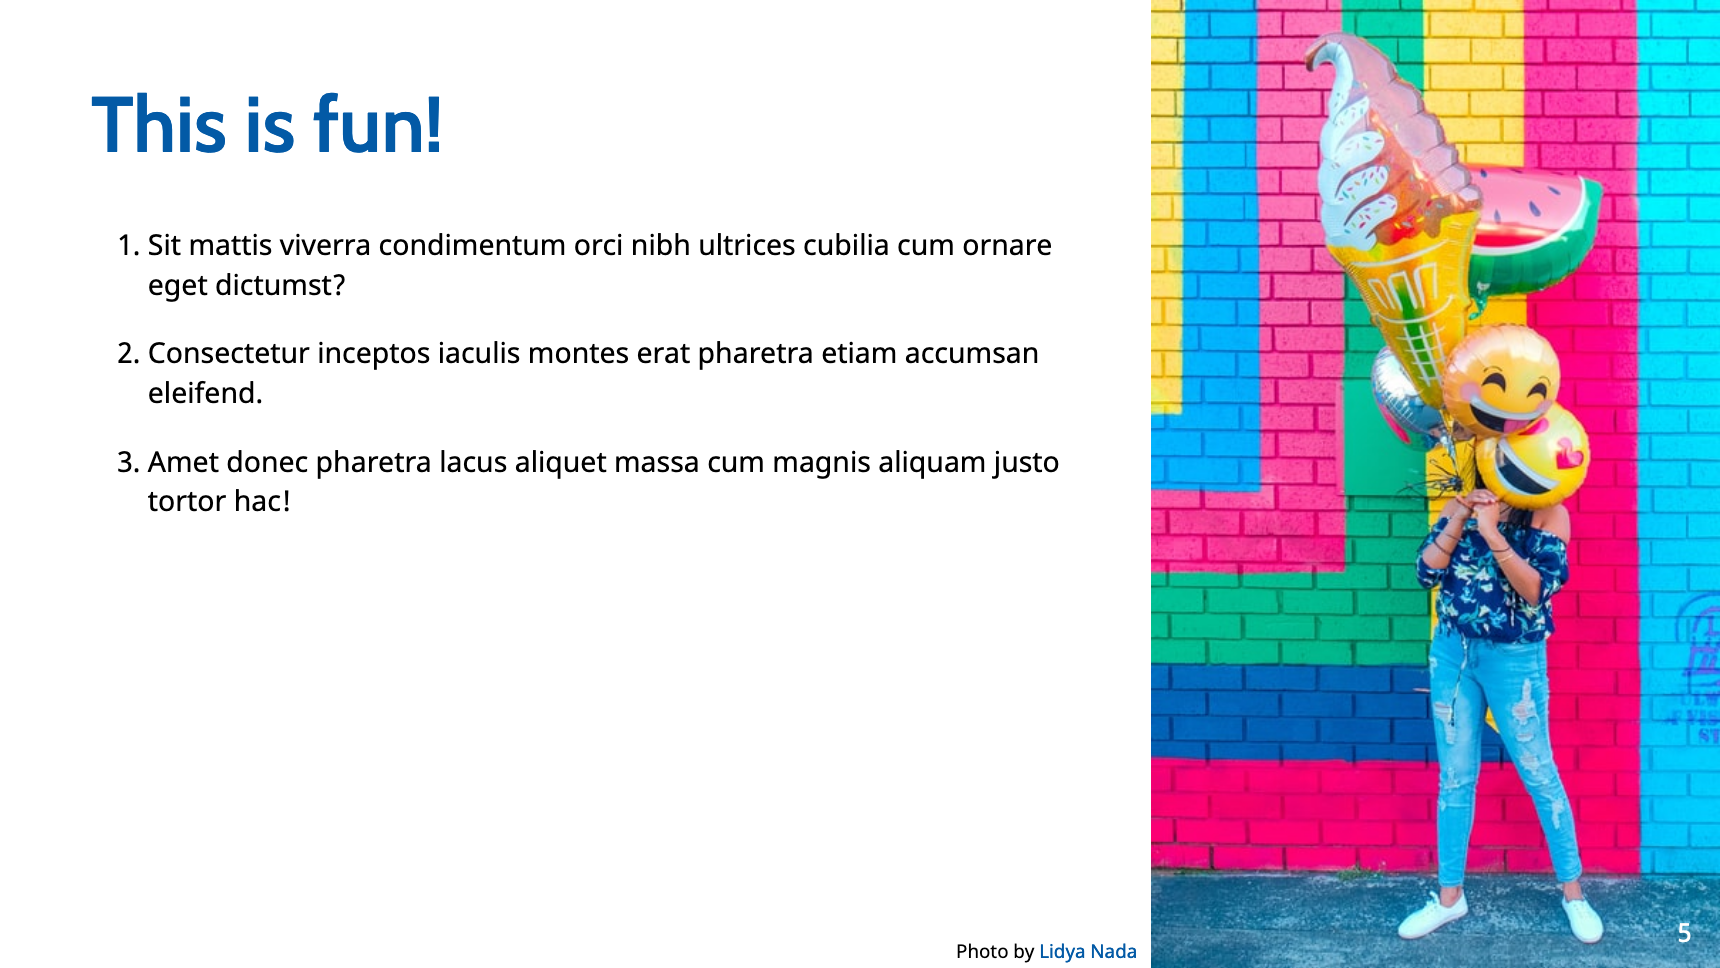 This is fun!
1. Sit mattis viverra condimentum orci nibh ultrices cubilia cum ornare
eget dictumst?
2. Consectetur inceptos iaculis montes erat pharetra etiam accumsan
eleifend.
3. Amet donec pharetra lacus aliquet massa cum magnis aliquam justo
tortor hac!
Photo by Lidya Nada
5